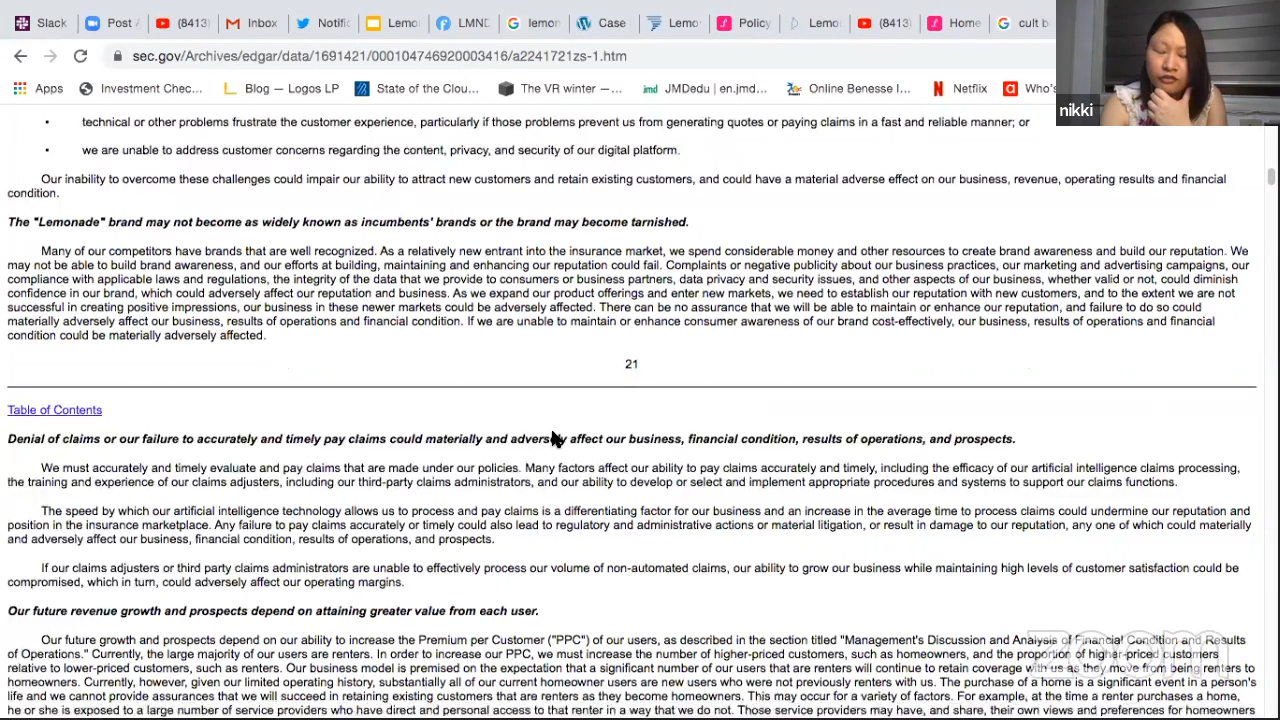 Slack
Post A
(8413)
Inbox
Notific
Lemo
LMND
lemon
Case
Lemo
Policy
Lemo
(8413)
Home
cult b
sec.gov/Archives/edgar/data/1691421/000104746920003416/a2241721zs-1.htm
Apps
Investment Chec...
Blog — Logos LP
State of the Clou...
The VR winter — ...
jmd
JMDedu | en.jmd...
Online Benesse I...
Netflix
Who's
nikki
• technical or other problems frustrate the customer experience, particularly if those problems prevent us from generating quotes or paying claims in a fast and reliable manner; or
• we are unable to address customer concerns regarding the content, privacy, and security of our digital platform.
Our inability to overcome these challenges could impair our ability to attract new customers and retain existing customers, and could have a material adverse effect on our business, revenue, operating results and financial
condition.
The "Lemonade" brand may not become as widely known as incumbents' brands or the brand may become tarnished.
Many of our competitors have brands that are well recognized. As a relatively new entrant into the insurance market, we spend considerable money and other resources to create brand awareness and build our reputation. We
may not be able to build brand awareness, and our efforts at building, maintaining and enhancing our reputation could fail. Complaints or negative publicity about our business practices, our marketing and advertising campaigns, our
compliance with applicable laws and regulations, the integrity of the data that we provide to consumers or business partners, data privacy and security issues, and other aspects of our business, whether valid or not, could diminish
confidence in our brand, which could adversely affect our reputation and business. As we expand our product offerings and enter new markets, we need to establish our reputation with new customers, and to the extent we are not
successful in creating positive impressions, our business in these newer markets could be adversely affected. There can be no assurance that we will be able to maintain or enhance our reputation, and failure to do so could
materially adversely affect our business, results of operations and financial condition. If we are unable to maintain or enhance consumer awareness of our brand cost-effectively, our business, results of operations and financial
condition could be materially adversely affected.
21
Table of Contents
Denial of claims or our failure to accurately and timely pay claims could materially and adversely affect our business, financial condition, results of operations, and prospects.
We must accurately and timely evaluate and pay claims that are made under our policies. Many factors affect our ability to pay claims accurately and timely, including the efficacy of our artificial intelligence claims processing,
the training and experience of our claims adjusters, including our third-party claims administrators, and our ability to develop or select and implement appropriate procedures and systems to support our claims functions.
The speed by which our artificial intelligence technology allows us to process and pay claims is a differentiating factor for our business and an increase in the average time to process claims could undermine our reputation and
position in the insurance marketplace. Any failure to pay claims accurately or timely could also lead to regulatory and administrative actions or material litigation, or result in damage to our reputation, any one of which could materially
and adversely affect our business, financial condition, results of operations, and prospects.
If our claims adjusters or third party claims administrators are unable to effectively process our volume of non-automated claims, our ability to grow our business while maintaining high levels of customer satisfaction could be
compromised, which in turn, could adversely affect our operating margins.
Our future revenue growth and prospects depend on attaining greater value from each user.
Our future growth and prospects depend on our ability to increase the Premium per Customer ("PPC") of our users, as described in the section titled "Management's Discussion and Analysis of Financial Condition and Results
of Operations." Currently, the large majority of our users are renters. In order to increase our PPC, we must increase the number of higher-priced customers, such as homeowners, and the proportion of higher priced customers
relative to lower-priced customers, such as renters. Our business model is premised on the expectation that a significant number of our users that are renters will continue to retain coverage with us as they move from being renters to
homeowners. Currently, however, given our limited operating history, substantially all of our current homeowner users are new users who were not previously renters with us. The purchase of a home is a significant event in a person's
life and we cannot provide assurances that we will succeed in retaining existing customers that are renters as they become homeowners. This may occur for a variety of factors. For example, at the time a renter purchases a home,
he or she is exposed to a large number of service providers who have direct and personal access to that renter in a way that we do not. Those service providers may have, and share, their own views and preferences for homeowners
zoom